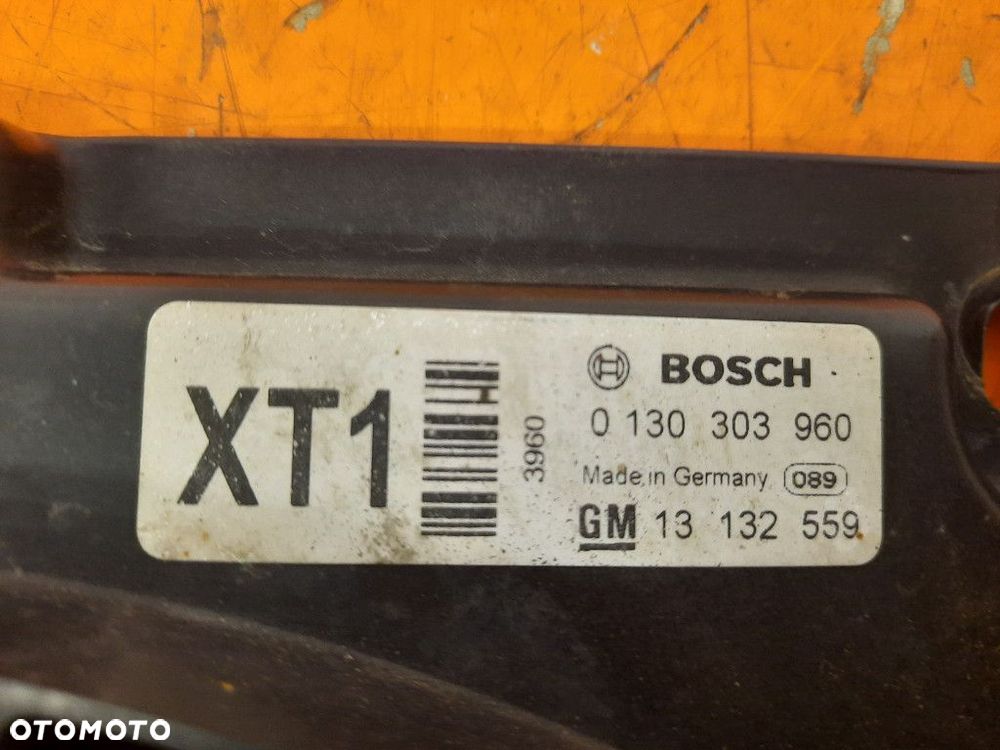 XT1
3960
BOSCH
0 130 303 960
Made in Germany 089
GM 13 132 559
OTOMOTO